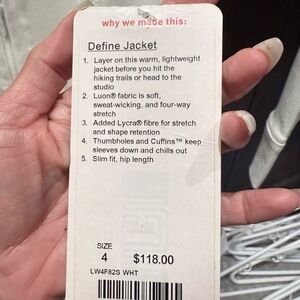 why we made this:
Define Jacket
1. Layer on this warm, lightweight
jacket before you hit the
hiking trails or head to the
studio
2. Luon® fabric is soft,
sweat-wicking, and four-way
stretch
3. Added Lycra® fibre for stretch
and shape retention
4. Thumbholes and Cuffins™ keep
sleeves down and chills out
5. Slim fit, hip length
SIZE
4 $118.00
LW4F82S WHT